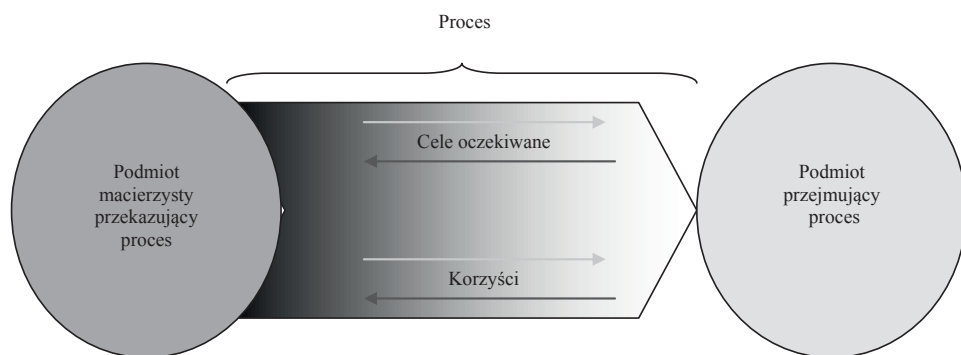 Proces
Podmiot
macierzysty
przekazujący
proces
Cele oczekiwane
Korzyści
Podmiot
przejmujący
proces